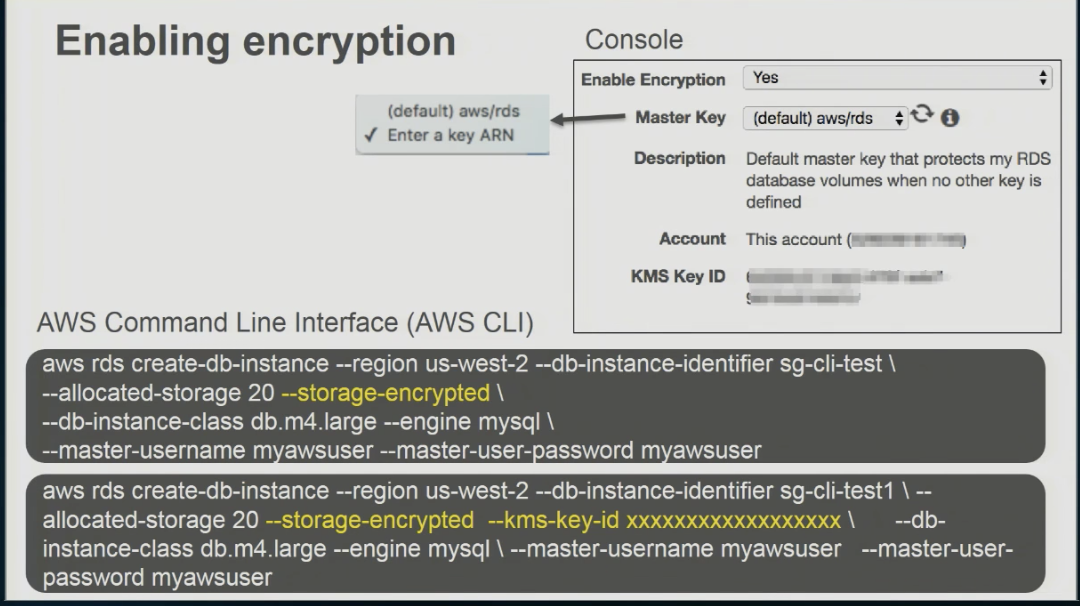 Enabling encryption
Console
Enable Encryption Yes
(default) aws/rds
✓ Enter a key ARN
Master Key (default) aws/rds
Description Default master key that protects my RDS
database volumes when no other key is
defined
Account This account (
KMS Key ID
AWS Command Line Interface (AWS CLI)
aws rds create-db-instance --region us-west-2 --db-instance-identifier sg-cli-test \
--allocated-storage 20 --storage-encrypted \
--db-instance-class db.m4.large --engine mysql \
--master-username myawsuser --master-user-password myawsuser
aws rds create-db-instance --region us-west-2 --db-instance-identifier sg-cli-test1 \ --
allocated-storage 20 --storage-encrypted --kms-key-id xxxxxxxxxxxxxxxxxx \ --db-
instance-class db.m4.large --engine mysql \ --master-username myawsuser --master-user-
password myawsuser